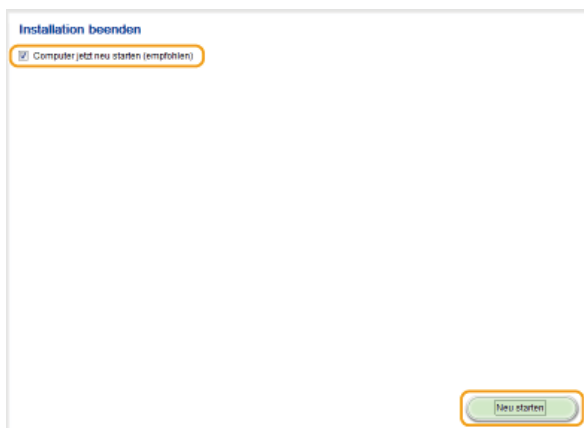 Installation beenden
Computer jetzt neu starten (empfohlen)
Neu starten